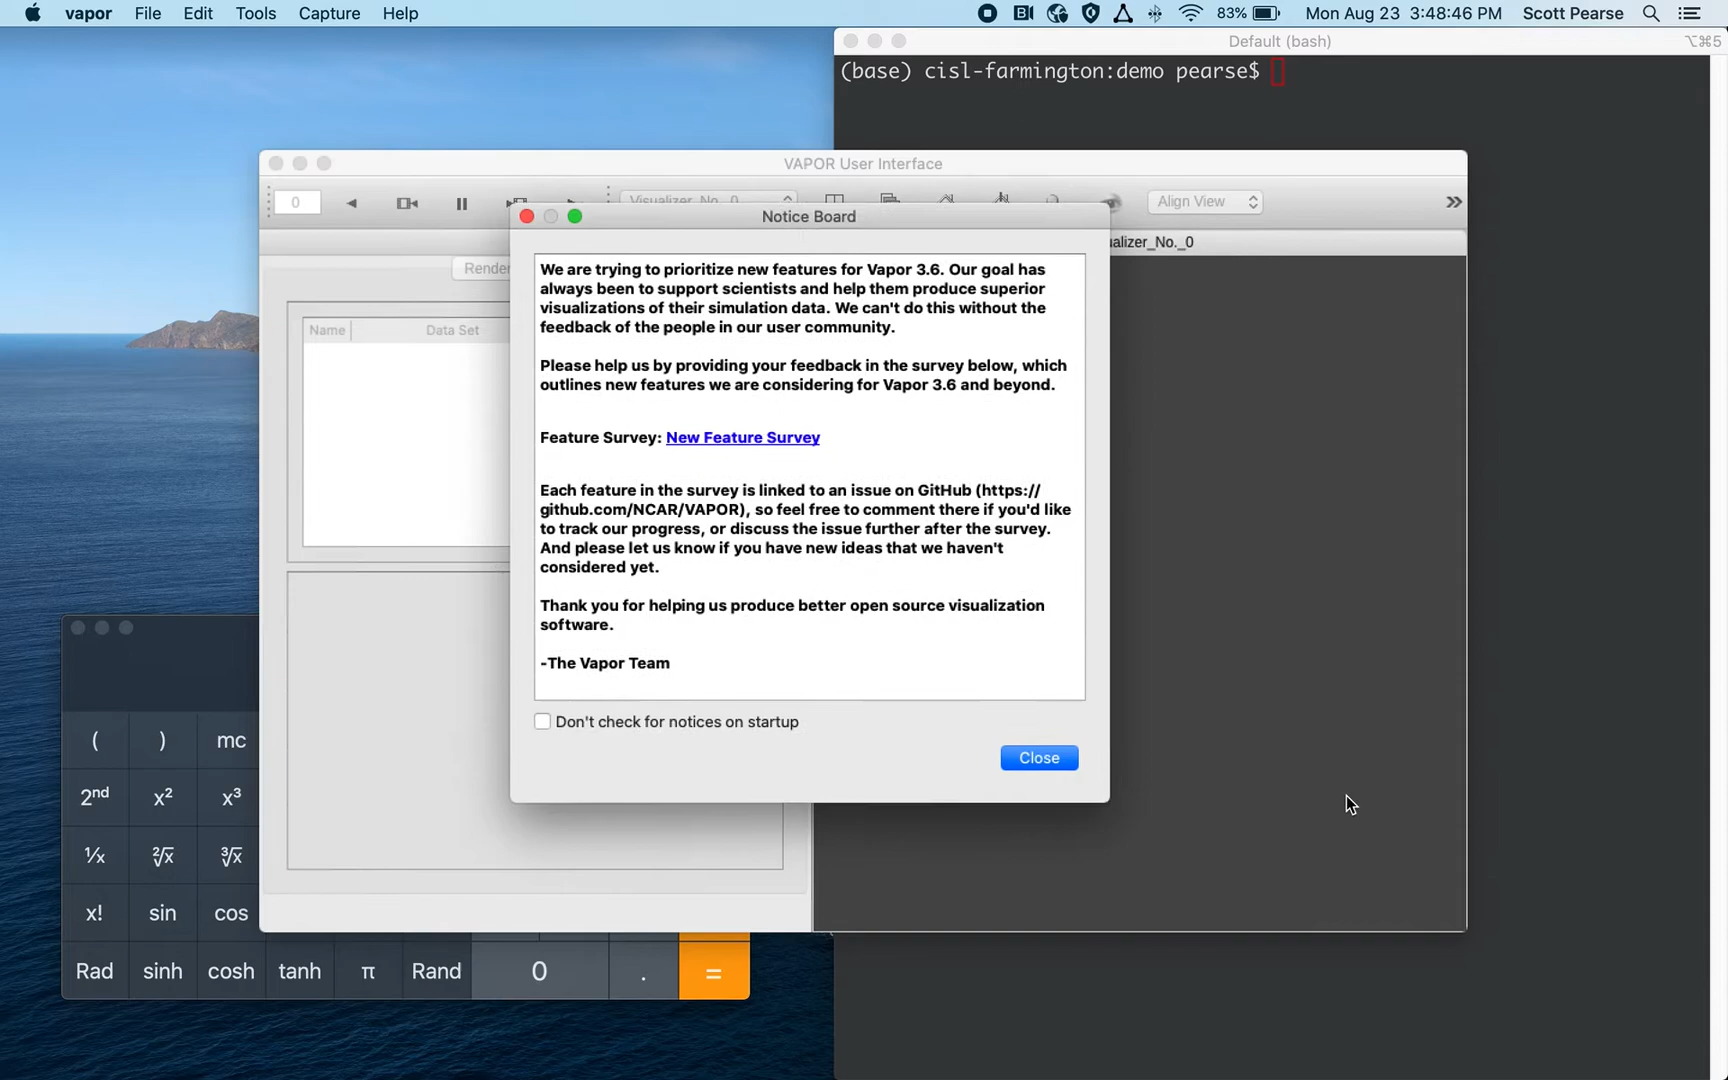 vapor File Edit Tools Capture Help
83% Mon Aug 23 3:48:46 PM Scott Pearse
Default (bash)
⌥⌘5
(base) cisl-farmington:demo pearse$
VAPOR User Interface
0
Align View
Notice Board
alizer_No._0
Render
Name
Data Set
We are trying to prioritize new features for Vapor 3.6. Our goal has
always been to support scientists and help them produce superior
visualizations of their simulation data. We can't do this without the
feedback of the people in our user community.
Please help us by providing your feedback in the survey below, which
outlines new features we are considering for Vapor 3.6 and beyond.
Feature Survey: New Feature Survey
Each feature in the survey is linked to an issue on GitHub (https://
github.com/NCAR/VAPOR), so feel free to comment there if you'd like
to track our progress, or discuss the issue further after the survey.
And please let us know if you have new ideas that we haven't
considered yet.
Thank you for helping us produce better open source visualization
software.
-The Vapor Team
Don't check for notices on startup
Close
( ) mc
2nd x² x³
¹⁄x ²√x ³√x
x! sin cos
Rad sinh cosh tanh π Rand 0 . =